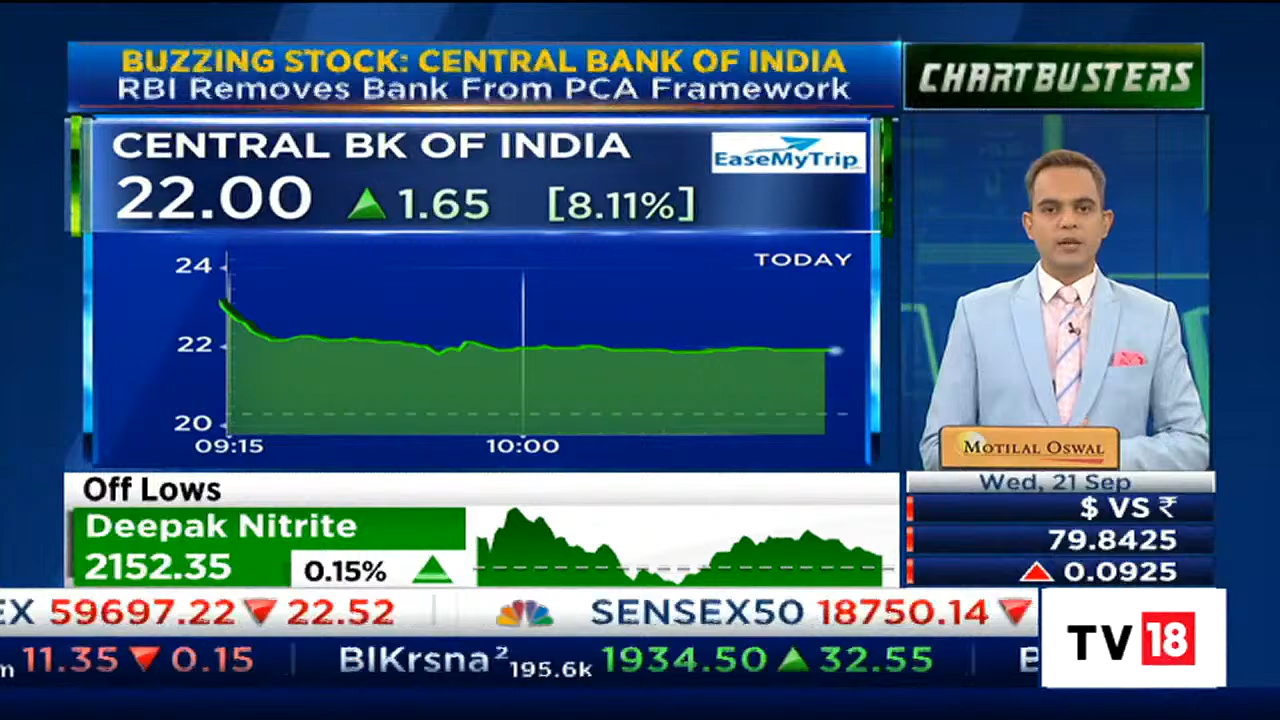 BUZZING STOCK: CENTRAL BANK OF INDIA
RBI Removes Bank From PCA Framework
CHARTBUSTERS
CENTRAL BK OF INDIA
22.00 ▲ 1.65 [8.11%]
EaseMyTrip
TODAY
24
22
20
09:15 10:00
MOTILAL OSWAL
Wed, 21 Sep
$ VS ₹
79.8425
▲ 0.0925
Off Lows
Deepak Nitrite
2152.35 0.15% ▲
EX 59697.22 ▼ 22.52 SENSEX50 18750.14 ▼
m 11.35 ▼ 0.15 BlKrsna² 195.6k 1934.50 ▲ 32.55 B
TV 18